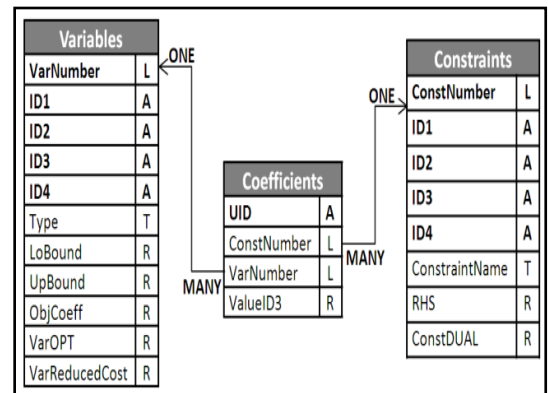 Variables
VarNumber L
ID1 A
ID2 A
ID3 A
ID4 A
Type T
LoBound R
UpBound R
ObjCoeff R
VarOPT R
VarReducedCost R
ONE
MANY
Coefficients
UID A
ConstNumber L
VarNumber L
ValueID3 R
MANY
ONE
Constraints
ConstNumber L
ID1 A
ID2 A
ID3 A
ID4 A
ConstraintName T
RHS R
ConstDUAL R